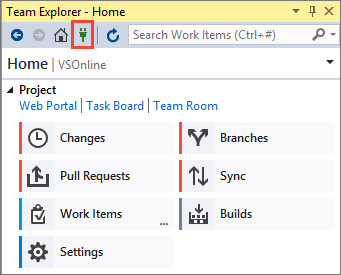 Team Explorer - Home
Search Work Items (Ctrl+#)
Home | VSOnline
Project
Web Portal | Task Board | Team Room
Changes
Branches
Pull Requests
Sync
Work Items ...
Builds
Settings